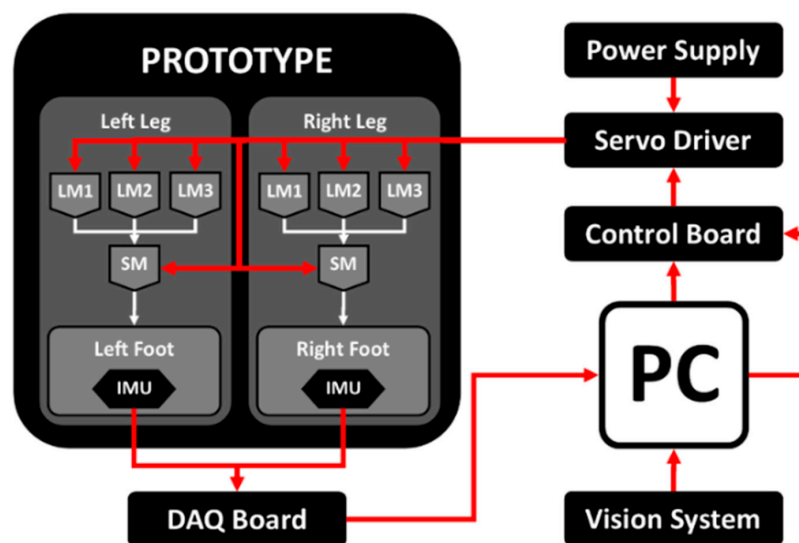 PROTOTYPE
Left Leg
LM1 LM2 LM3
SM
Left Foot
IMU
Right Leg
LM1 LM2 LM3
SM
Right Foot
IMU
DAQ Board
Power Supply
Servo Driver
Control Board
PC
Vision System